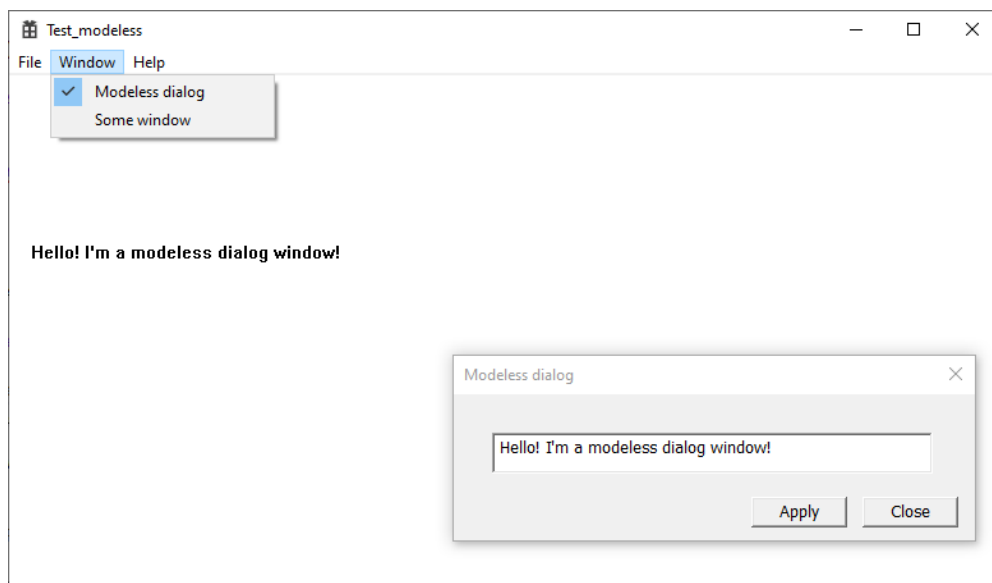 Test_modeless
File Window Help
Modeless dialog
Some window
Hello! I'm a modeless dialog window!
Modeless dialog
Hello! I'm a modeless dialog window!
Apply Close